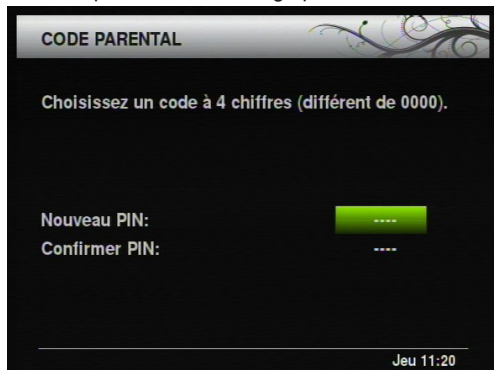 CODE PARENTAL
Choisissez un code à 4 chiffres (différent de 0000).
Nouveau PIN: ----
Confirmer PIN: ----
Jeu 11:20